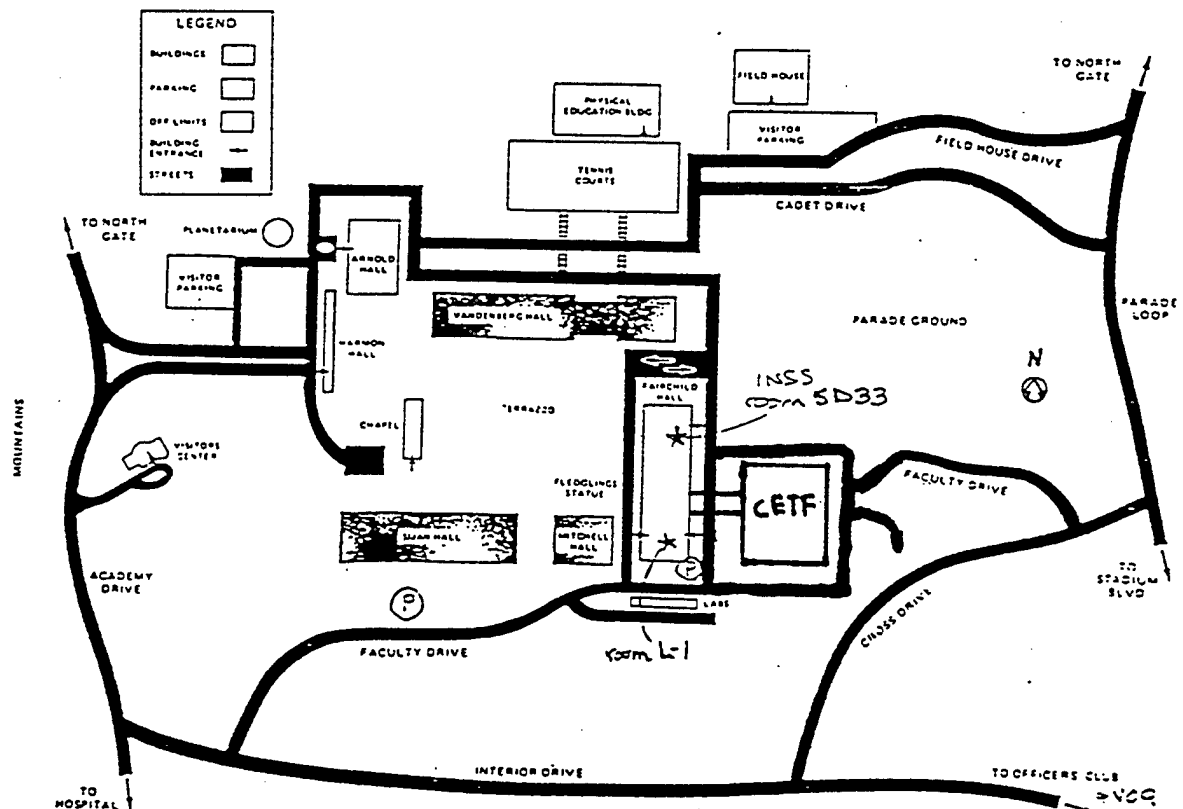 LEGEND
BUILDINGS
PARKING
OFF LIMITS
BUILDING
ENTRANCE
STREETS
TO NORTH
GATE
FIELD HOUSE
PHYSICAL
EDUCATION BLDG
VISITOR
PARKING
FIELD HOUSE DRIVE
TENNIS
COURTS
CADET DRIVE
TO NORTH
GATE
PLANETARIUM
ARNOLD
HALL
VISITOR
PARKING
VANDENBERG HALL
PARADE GROUND
PARADE
LOOP
HARMON
HALL
N
FAIRCHILD
HALL
INSS
room 5D33
TERRAZZO
CHAPEL
MOUNTAINS
VISITORS
CENTER
FLEDGLINGS
STATUE
CETF
FACULTY DRIVE
SIJAN HALL
MITCHELL
HALL
P
ACADEMY
DRIVE
P
LABS
TO
STADIUM
BLVD
CROSS DRIVE
FACULTY DRIVE
room L-1
INTERIOR DRIVE
TO OFFICERS CLUB
TO
HOSPITAL